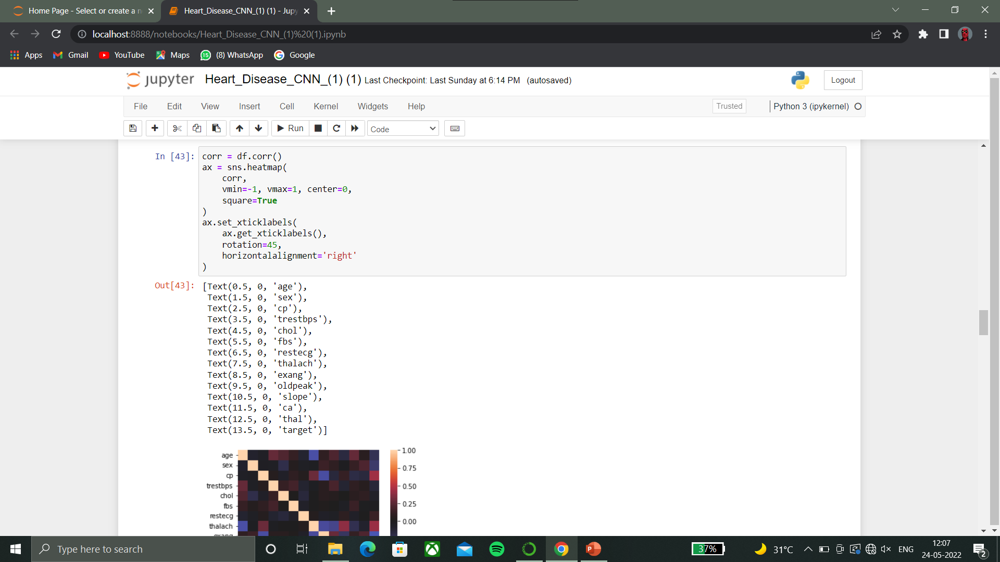 Home Page - Select or create a n
Heart_Disease_CNN_(1) (1) - Jupy
localhost:8888/notebooks/Heart_Disease_CNN_(1)%20(1).ipynb
Apps
Gmail
YouTube
Maps
15
(8) WhatsApp
Google
jupyter
Heart_Disease_CNN_(1) (1) Last Checkpoint: Last Sunday at 6:14 PM (autosaved)
Logout
File Edit View Insert Cell Kernel Widgets Help
Trusted
Python 3 (ipykernel)
Run
Code
In [43]:
corr = df.corr()
ax = sns.heatmap(
    corr,
    vmin=-1, vmax=1, center=0,
    square=True
)
ax.set_xticklabels(
    ax.get_xticklabels(),
    rotation=45,
    horizontalalignment='right'
)
Out[43]:
[Text(0.5, 0, 'age'),
 Text(1.5, 0, 'sex'),
 Text(2.5, 0, 'cp'),
 Text(3.5, 0, 'trestbps'),
 Text(4.5, 0, 'chol'),
 Text(5.5, 0, 'fbs'),
 Text(6.5, 0, 'restecg'),
 Text(7.5, 0, 'thalach'),
 Text(8.5, 0, 'exang'),
 Text(9.5, 0, 'oldpeak'),
 Text(10.5, 0, 'slope'),
 Text(11.5, 0, 'ca'),
 Text(12.5, 0, 'thal'),
 Text(13.5, 0, 'target')]
age
sex
cp
trestbps
chol
fbs
restecg
thalach
exang
1.00
0.75
0.50
0.25
0.00
Type here to search
P
37%
31°C
ENG
12:07
24-05-2022
2